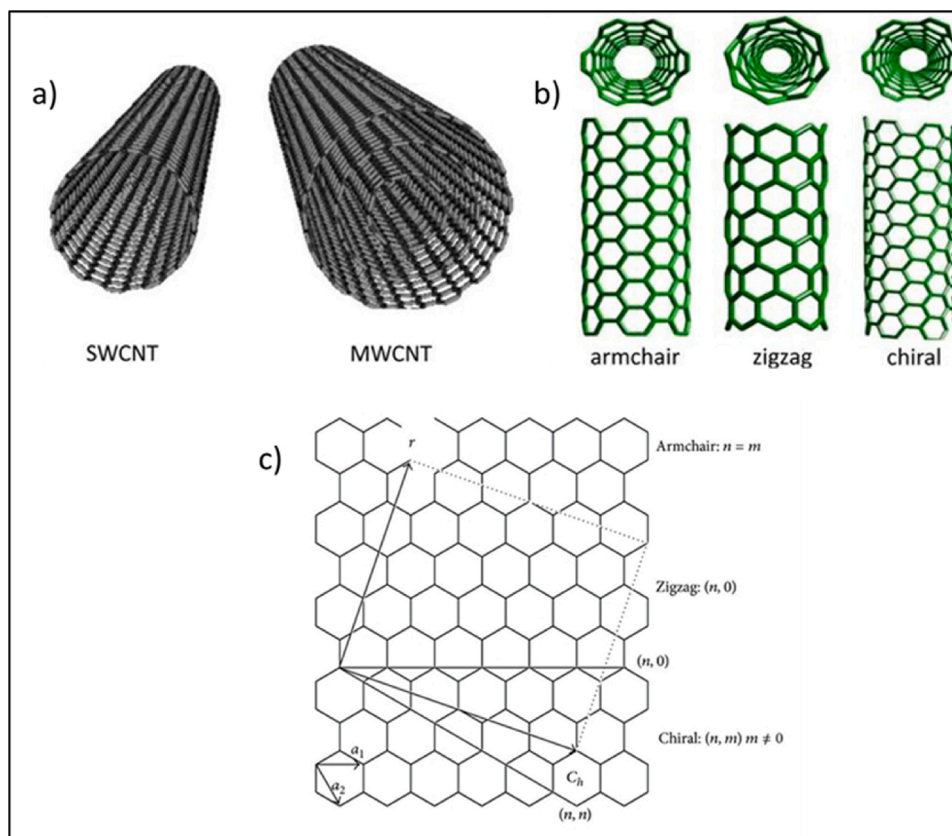 a)
b)
SWCNT
MWCNT
armchair
zigzag
chiral
c)
r
Armchair: n = m
Zigzag: (n, 0)
(n, 0)
Chiral: (n, m) m ≠ 0
a₁
a₂
Cₕ
(n, n)